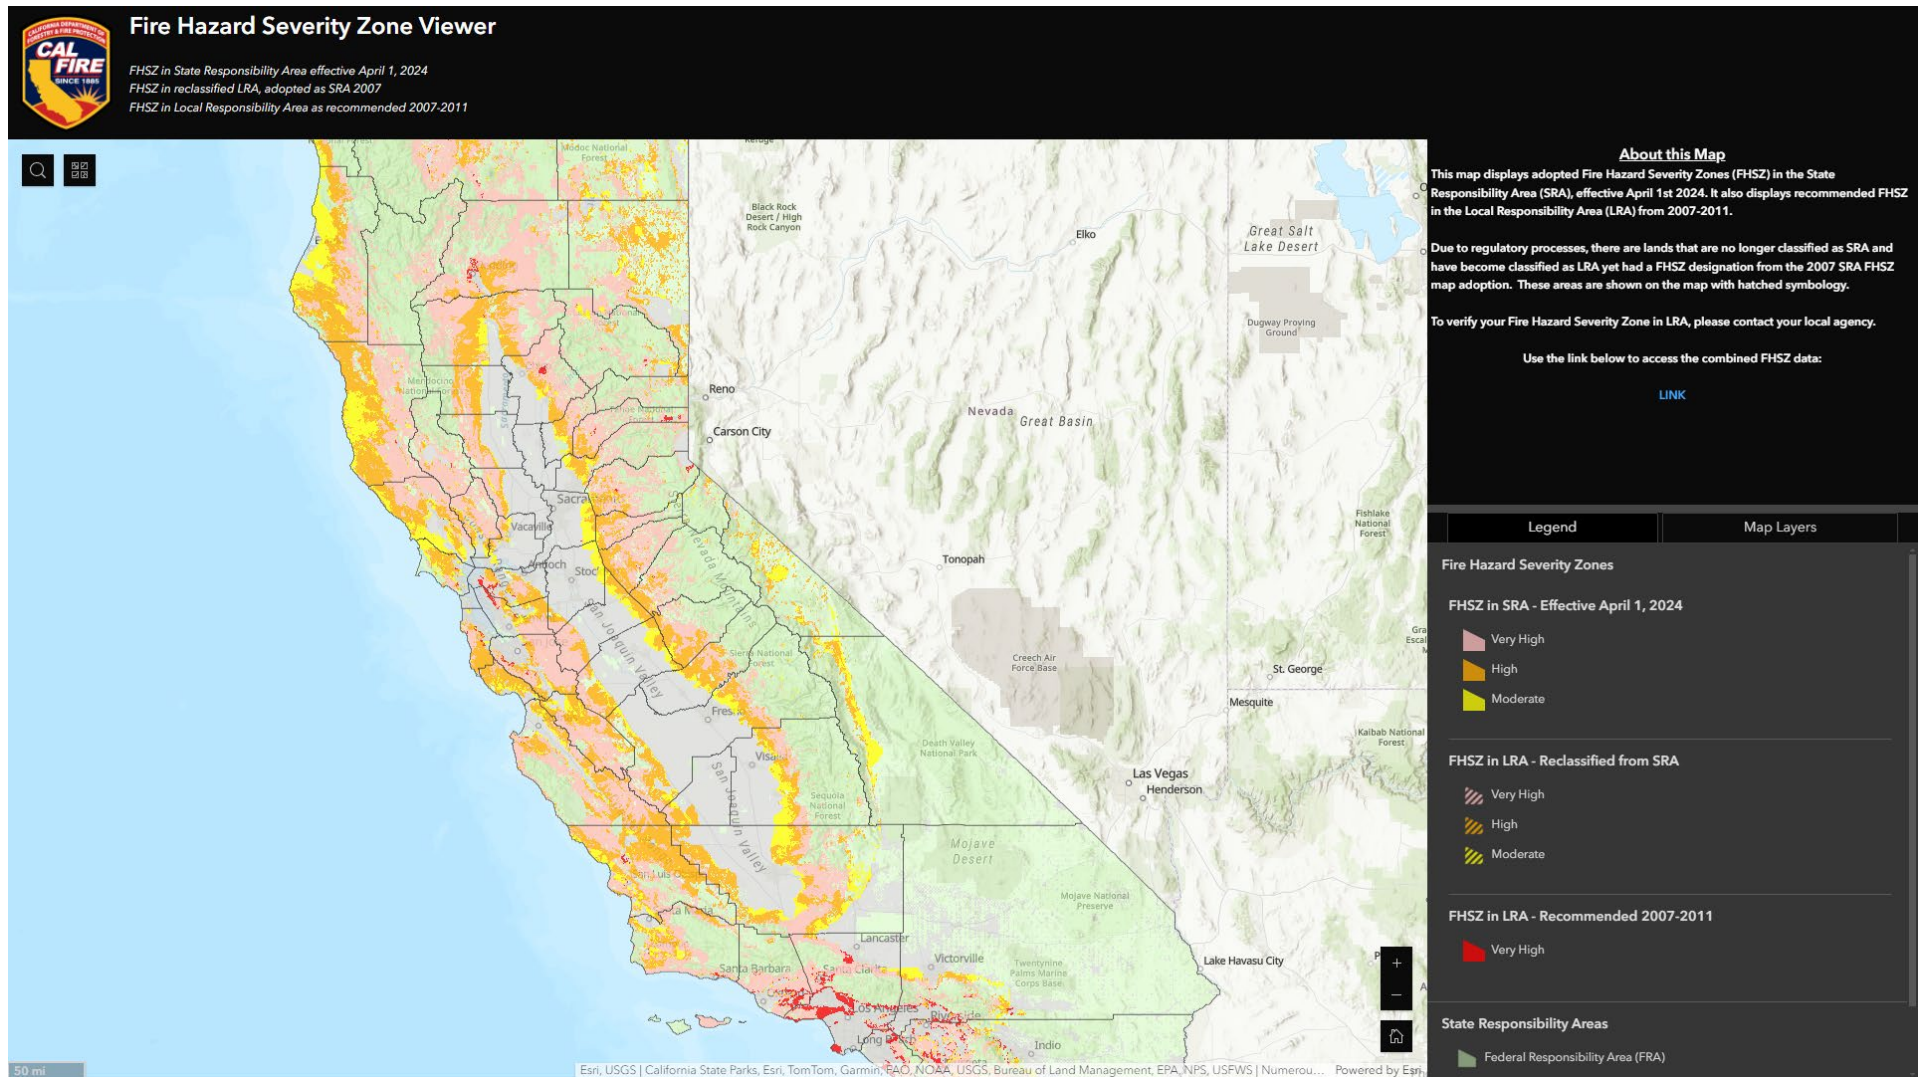 CALIFORNIA DEPARTMENT OF
FORESTRY & FIRE PROTECTION
CAL
FIRE
SINCE 1885
Fire Hazard Severity Zone Viewer
FHSZ in State Responsibility Area effective April 1, 2024
FHSZ in reclassified LRA, adopted as SRA 2007
FHSZ in Local Responsibility Area as recommended 2007-2011
Modoc National
Forest
Black Rock
Desert / High
Rock Canyon
Elko
Great Salt
Lake Desert
Dugway Proving
Ground
Mendocino
Reno
Carson City
Nevada
Great Basin
Vacaville
Fishlake
National
Forest
Tonopah
San Joaquin Valley
Sierra National
Forest
Creech Air
Force Base
St. George
Mesquite
Kaibab National
Forest
Death Valley
National Park
Las Vegas
Henderson
San Joaquin Valley
Sequoia
National
Forest
Mojave
Desert
Mojave National
Preserve
Lancaster
Victorville
Twentynine
Palms Marine
Corps Base
Lake Havasu City
Santa Barbara
Santa Clarita
Los Angeles
Riverside
Indio
+
−
50 mi
Esri, USGS | California State Parks, Esri, TomTom, Garmin, FAO, NOAA, USGS, Bureau of Land Management, EPA, NPS, USFWS | Numerou...
Powered by Esri
About this Map
This map displays adopted Fire Hazard Severity Zones (FHSZ) in the State
Responsibility Area (SRA), effective April 1st 2024. It also displays recommended FHSZ
in the Local Responsibility Area (LRA) from 2007-2011.
Due to regulatory processes, there are lands that are no longer classified as SRA and
have become classified as LRA yet had a FHSZ designation from the 2007 SRA FHSZ
map adoption. These areas are shown on the map with hatched symbology.
To verify your Fire Hazard Severity Zone in LRA, please contact your local agency.
Use the link below to access the combined FHSZ data:
LINK
Legend
Map Layers
Fire Hazard Severity Zones
FHSZ in SRA - Effective April 1, 2024
Very High
High
Moderate
FHSZ in LRA - Reclassified from SRA
Very High
High
Moderate
FHSZ in LRA - Recommended 2007-2011
Very High
State Responsibility Areas
Federal Responsibility Area (FRA)